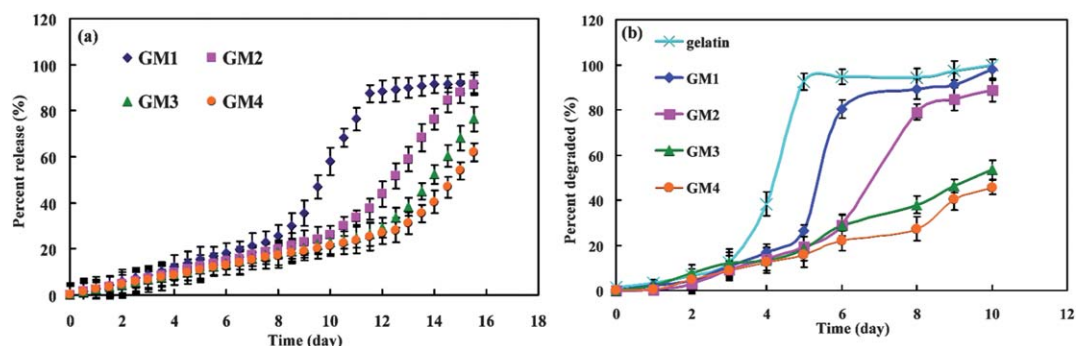 (a)
GM1 GM2
GM3 GM4
Percent release (%)
120
100
80
60
40
20
0
0 2 4 6 8 10 12 14 16 18
Time (day)
(b)
gelatin
GM1
GM2
GM3
GM4
Percent degraded (%)
120
100
80
60
40
20
0
0 2 4 6 8 10 12
Time (day)